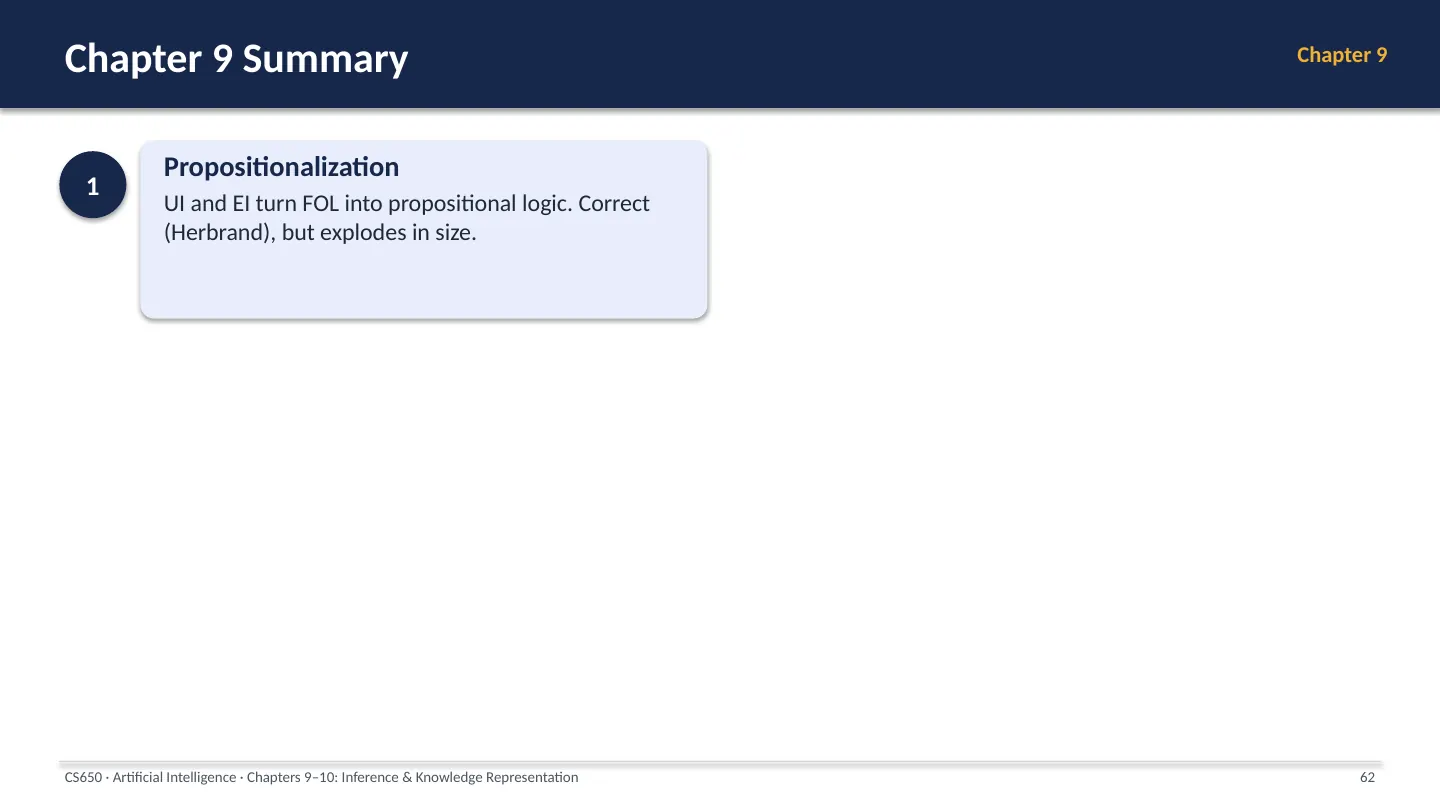 Chapter 9 Summary
Chapter 9
1
Propositionalization
UI and EI turn FOL into propositional logic. Correct
(Herbrand), but explodes in size.
CS650 · Artificial Intelligence · Chapters 9–10: Inference & Knowledge Representation
62